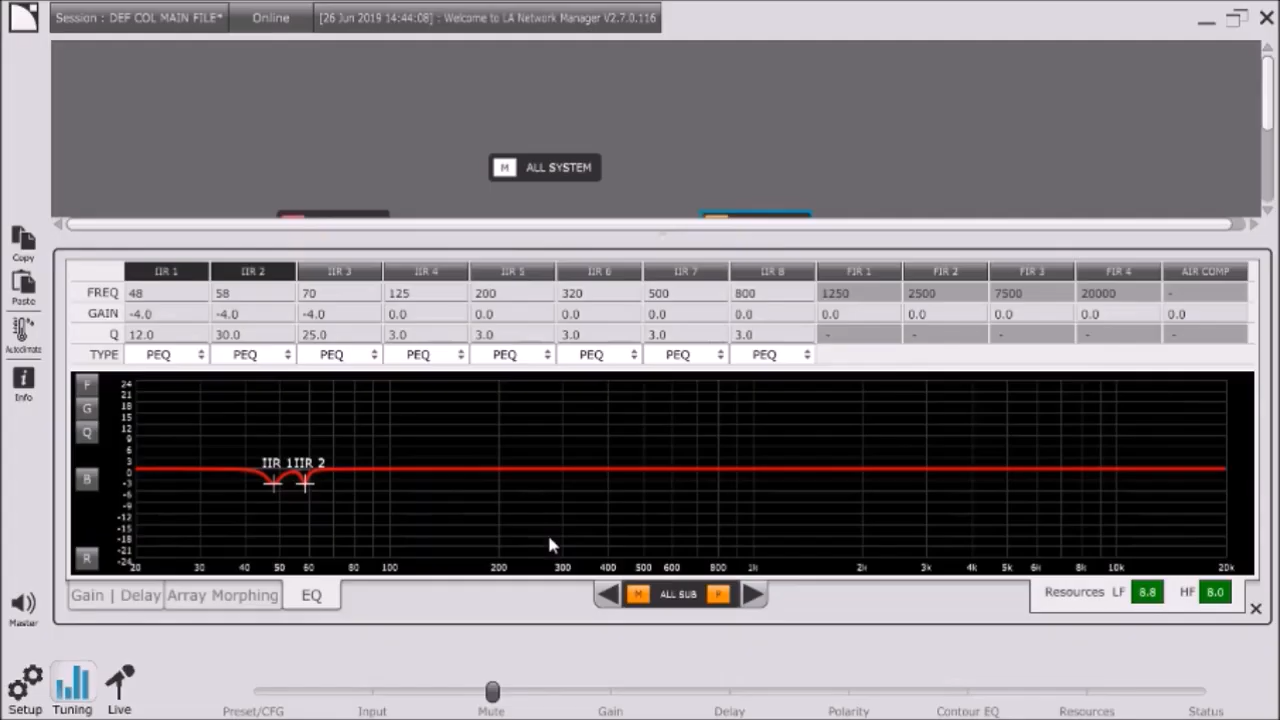 Session : DEF COL MAIN FILE* Online [26 Jun 2019 14:44:08] : Welcome to LA Network Manager V2.7.0.116
M ALL SYSTEM
Copy
Paste
Autoclimate
Info
Master
IIR 1 IIR 2 IIR 3 IIR 4 IIR 5 IIR 6 IIR 7 IIR 8 FIR 1 FIR 2 FIR 3 FIR 4 AIR COMP
FREQ 48 58 70 125 200 320 500 800 1250 2500 7500 20000 -
GAIN -4.0 -4.0 -4.0 0.0 0.0 0.0 0.0 0.0 0.0 0.0 0.0 0.0 0.0
Q 12.0 30.0 25.0 3.0 3.0 3.0 3.0 3.0 - - - - -
TYPE PEQ PEQ PEQ PEQ PEQ PEQ PEQ PEQ
F
G
Q
B
R
24
21
18
15
12
9
6
3
0
-3
-6
-9
-12
-15
-18
-21
-24
IIR 1 IIR 2
20 30 40 50 60 80 100 200 300 400 500 600 800 1k 2k 3k 4k 5k 6k 8k 10k 20k
Gain | Delay Array Morphing EQ M ALL SUB P Resources LF 8.8 HF 8.0
Setup Tuning Live
Preset/CFG Input Mute Gain Delay Polarity Contour EQ Resources Status